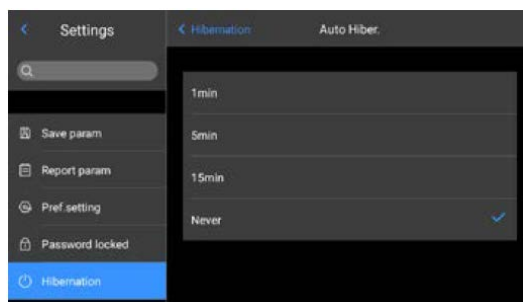 Settings
Save param
Report param
Pref.setting
Password locked
Hibernation
Hibernation
Auto Hiber.
1min
5min
15min
Never